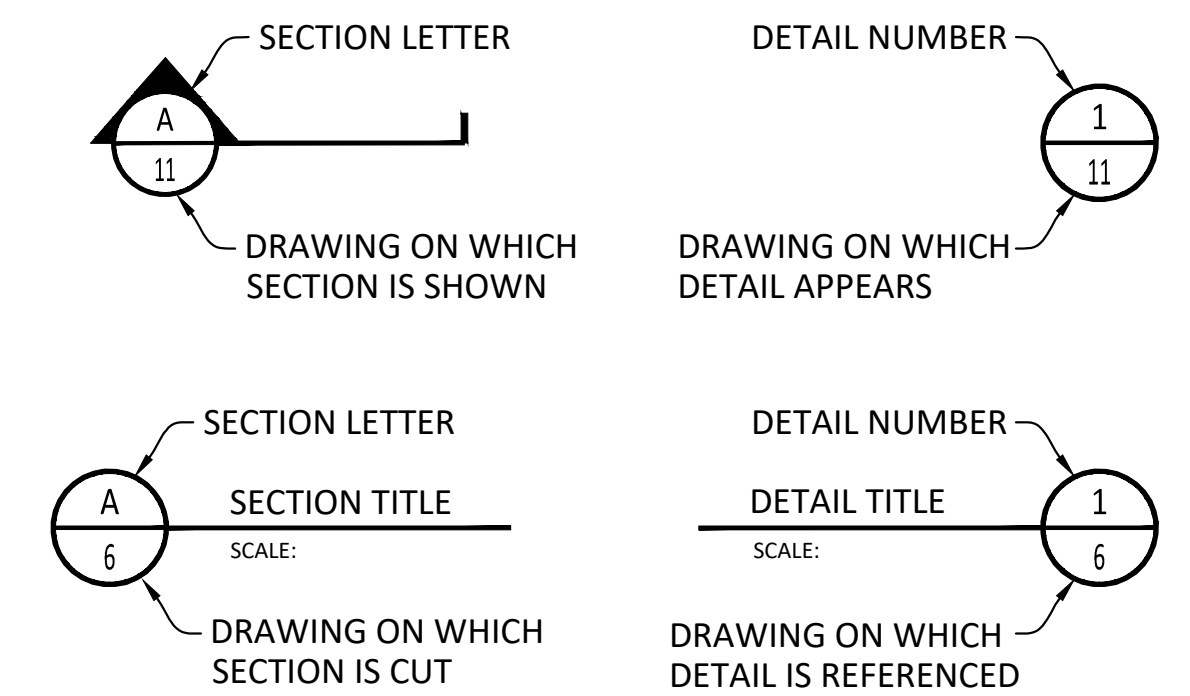 SECTION LETTER
A
11
DRAWING ON WHICH
SECTION IS SHOWN
DETAIL NUMBER
1
11
DRAWING ON WHICH
DETAIL APPEARS
SECTION LETTER
A
6
SECTION TITLE
SCALE:
DRAWING ON WHICH
SECTION IS CUT
DETAIL NUMBER
DETAIL TITLE
SCALE:
1
6
DRAWING ON WHICH
DETAIL IS REFERENCED